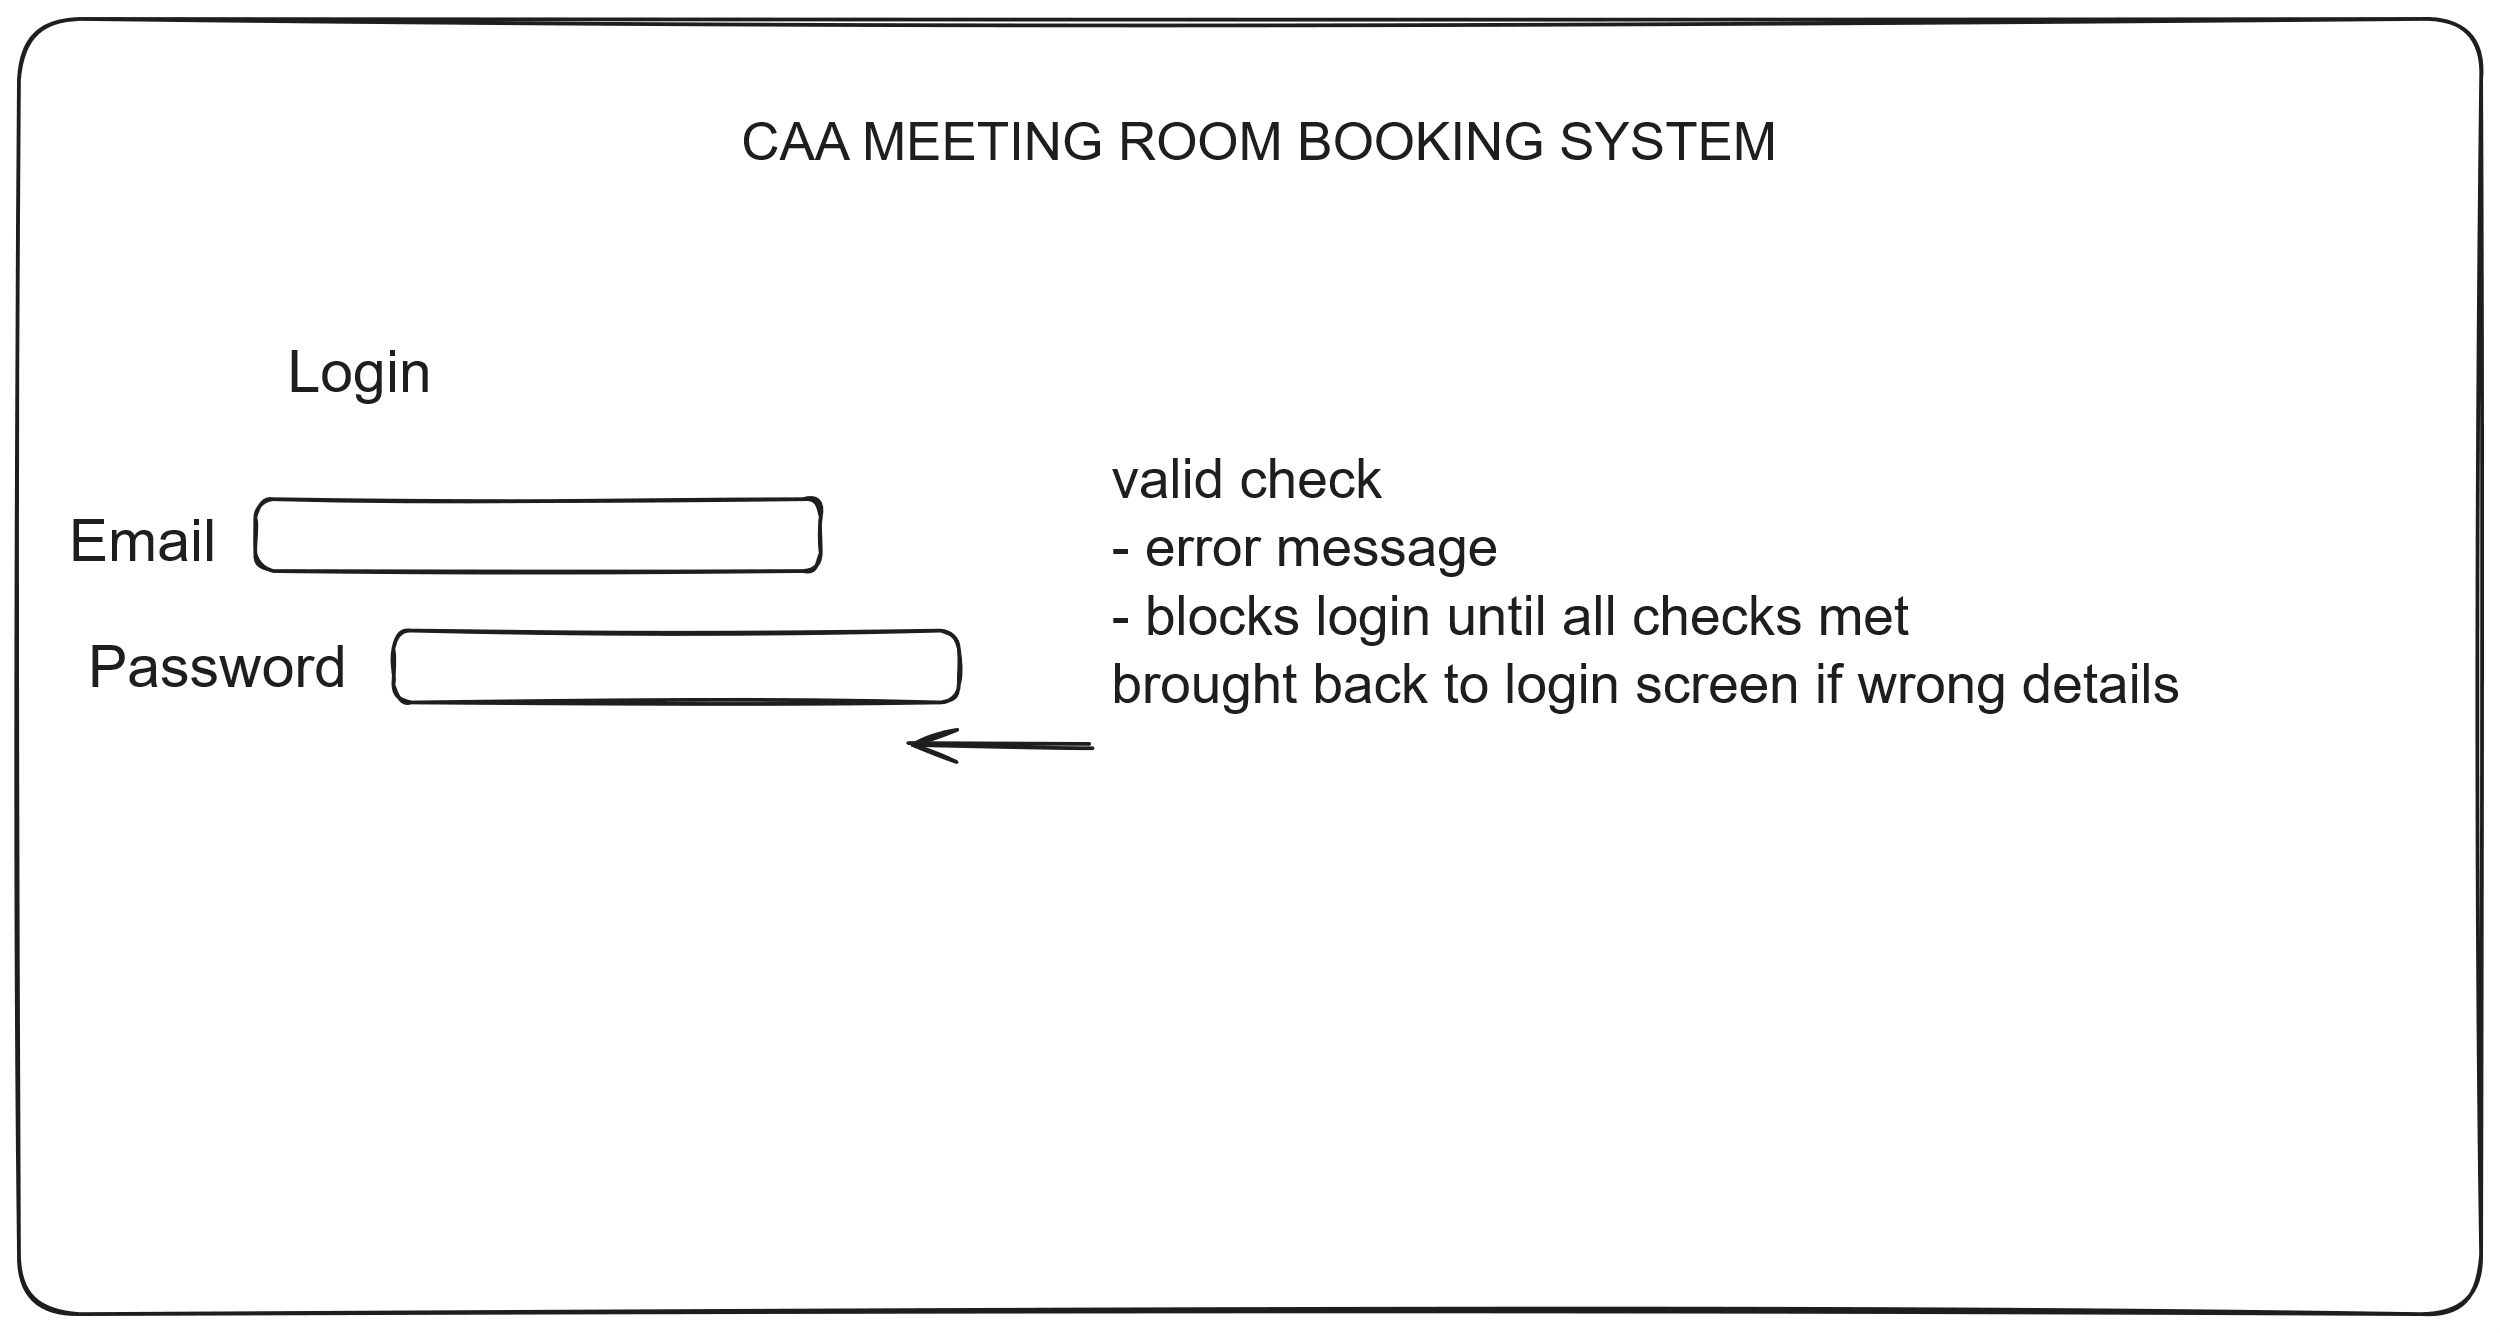 CAA MEETING ROOM BOOKING SYSTEM
Login
Email
Password
valid check
- error message
- blocks login until all checks met
brought back to login screen if wrong details